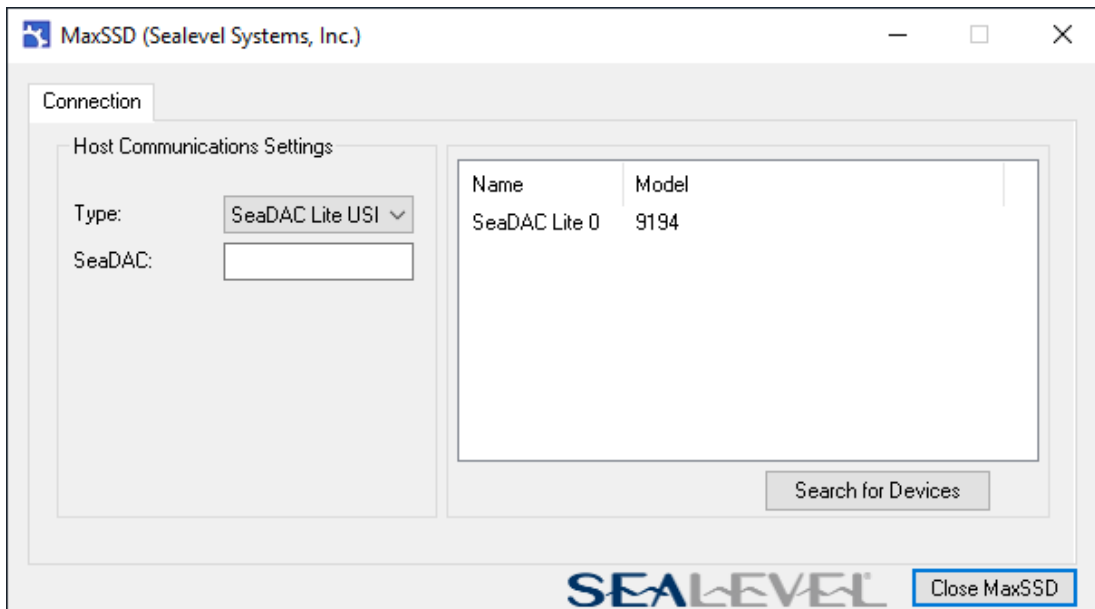 MaxSSD (Sealevel Systems, Inc.)
Connection
Host Communications Settings
Type: SeaDAC Lite USI
SeaDAC:
Name Model
SeaDAC Lite 0 9194
Search for Devices
SEALEVEL
Close MaxSSD